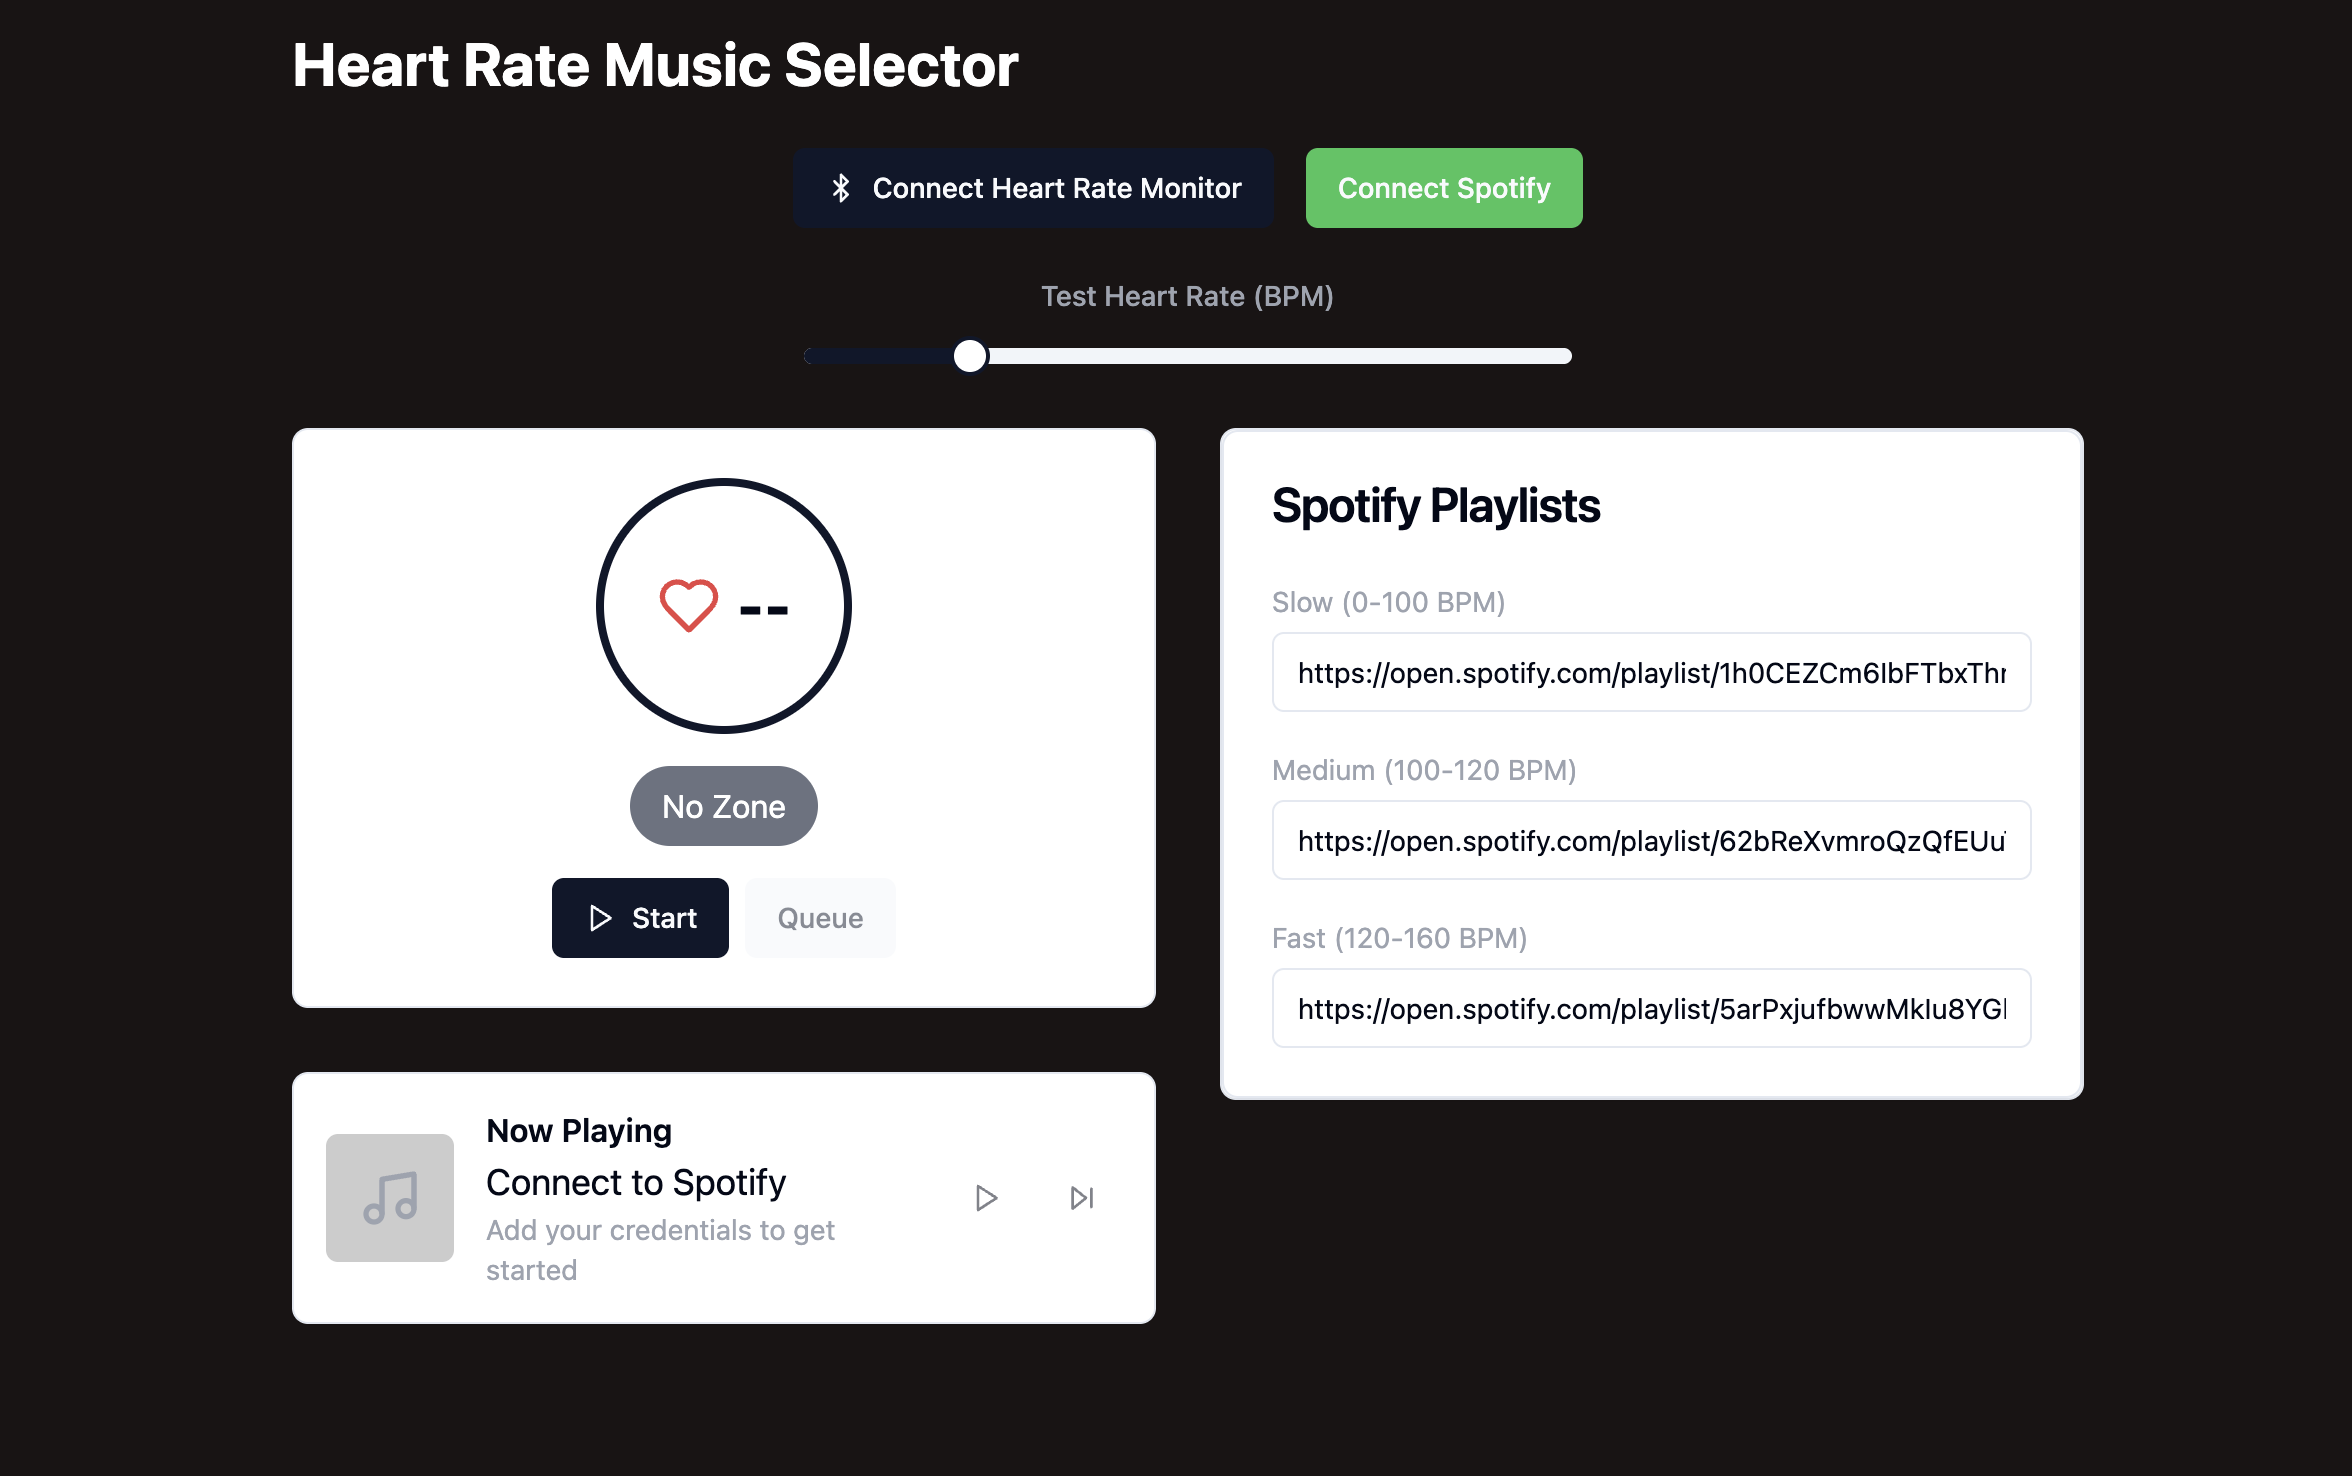 Heart Rate Music Selector
Connect Heart Rate Monitor
Connect Spotify
Test Heart Rate (BPM)
--
No Zone
Start
Queue
Now Playing
Connect to Spotify
Add your credentials to get
started
Spotify Playlists
Slow (0-100 BPM)
https://open.spotify.com/playlist/1h0CEZCm6IbFTbxThr
Medium (100-120 BPM)
https://open.spotify.com/playlist/62bReXvmroQzQfEUu
Fast (120-160 BPM)
https://open.spotify.com/playlist/5arPxjufbwwMkIu8YG